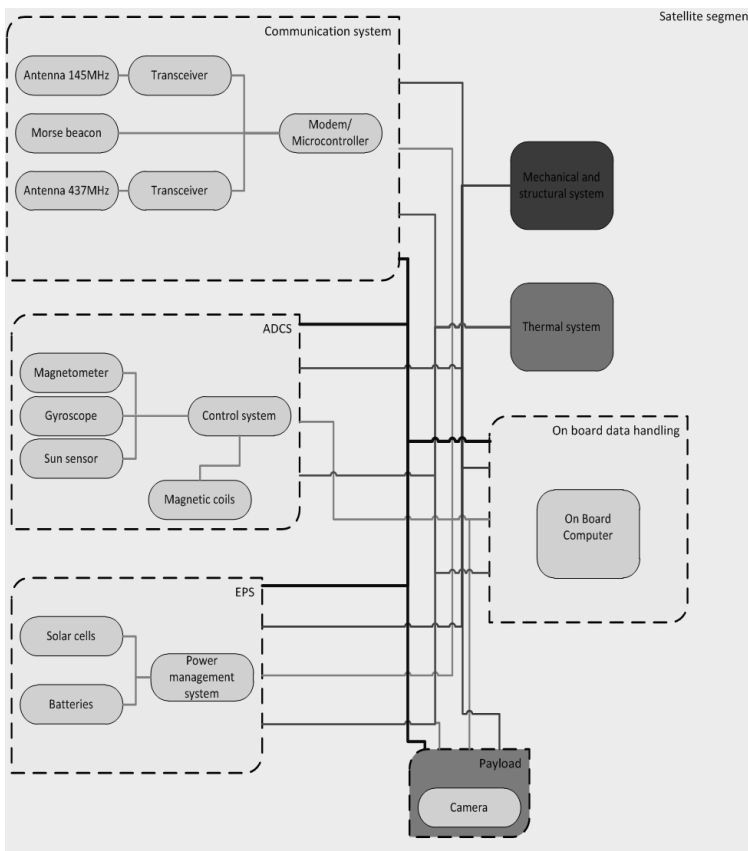 Satellite segmen
Communication system
Antenna 145MHz
Transceiver
Morse beacon
Modem/
Microcontroller
Antenna 437MHz
Transceiver
Mechanical and
structural system
Thermal system
ADCS
Magnetometer
Gyroscope
Control system
Sun sensor
Magnetic coils
On board data handling
On Board
Computer
EPS
Solar cells
Power
management
system
Batteries
Payload
Camera